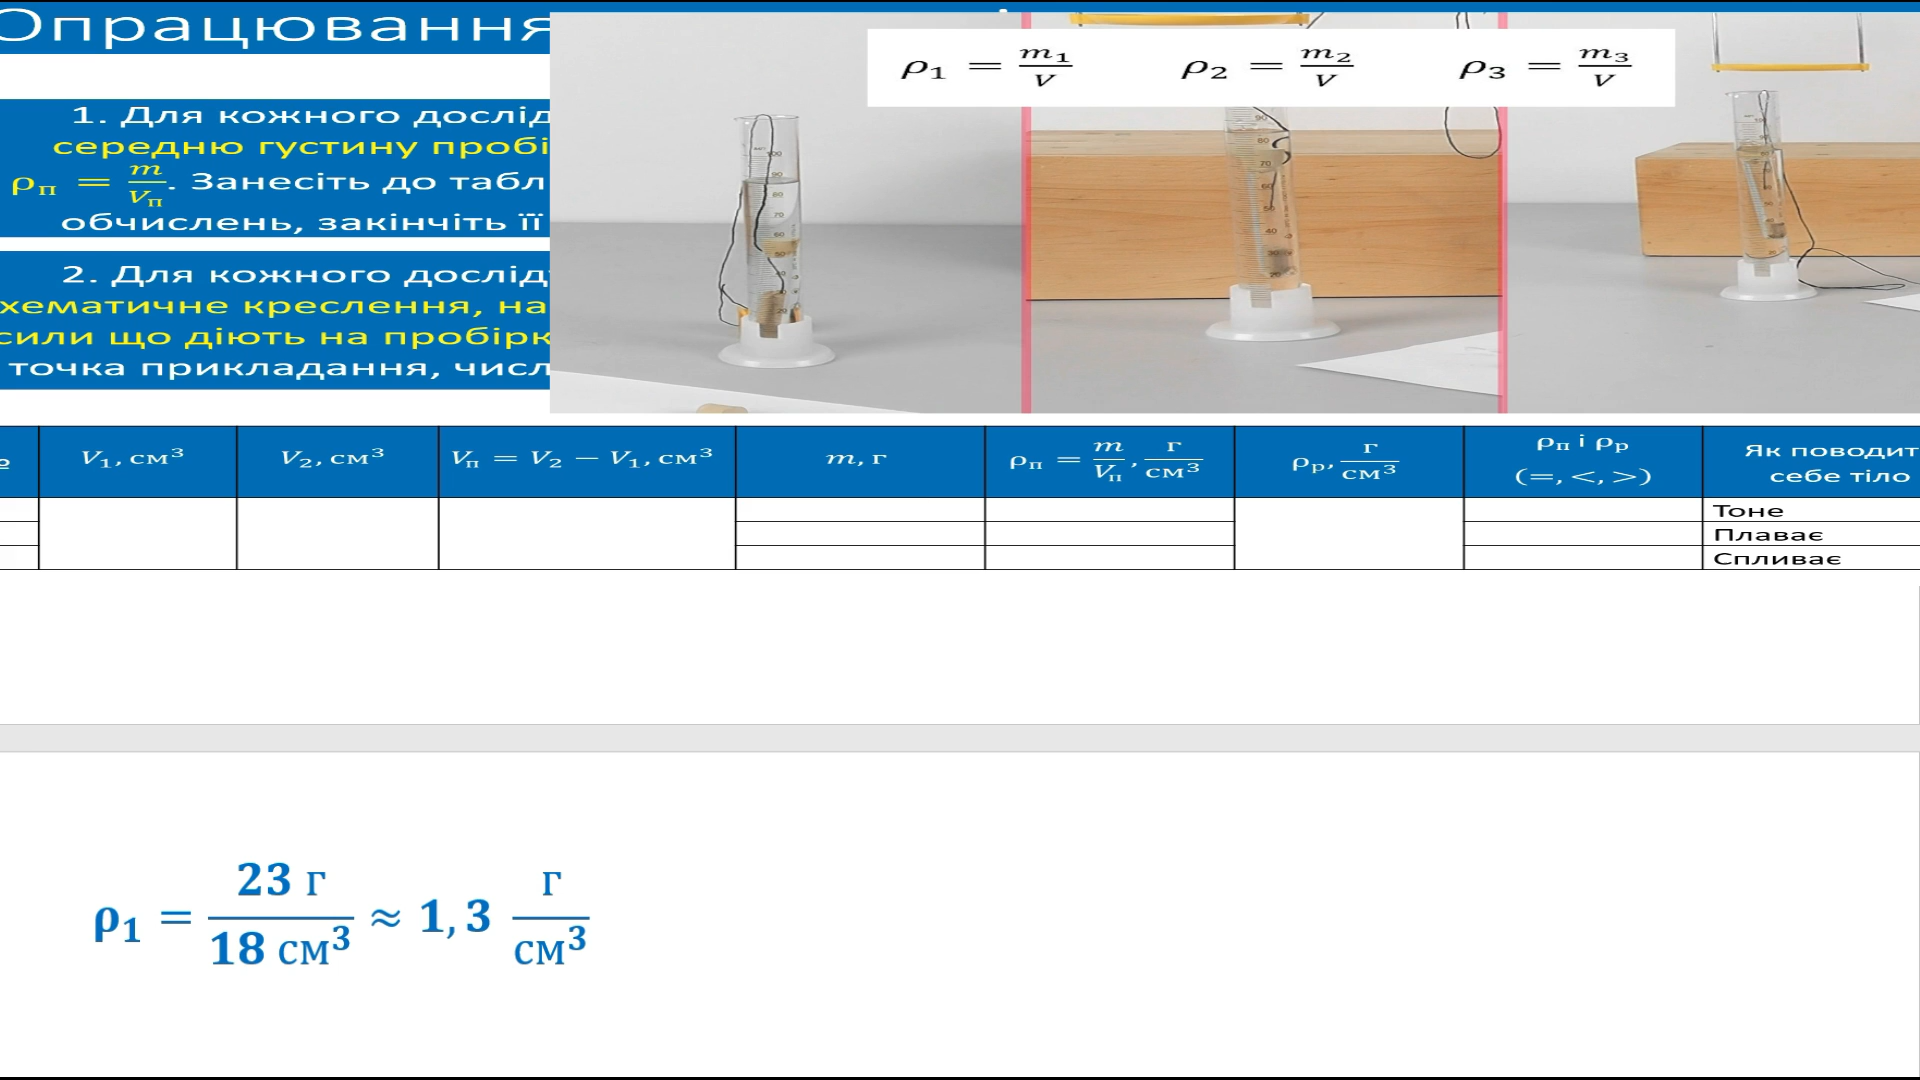 Опрацювання
1. Для кожного дослід
середню густину пробі
ρп = m/Vп. Занесіть до табл
обчислень, закінчіть її
2. Для кожного дослід
хематичне креслення, на
сили що діють на пробірк
точка прикладання, числ
ρ₁ = m₁/V ρ₂ = m₂/V ρ₃ = m₃/V
V₁, см³ V₂, см³ Vп = V₂ − V₁, см³ m, г ρп = m/Vп, г/см³ ρр, г/см³ ρп і ρр (=, <, >) Як поводит себе тіло
Тоне
Плаває
Спливає
ρ₁ = 23 г/18 см³ ≈ 1,3 г/см³